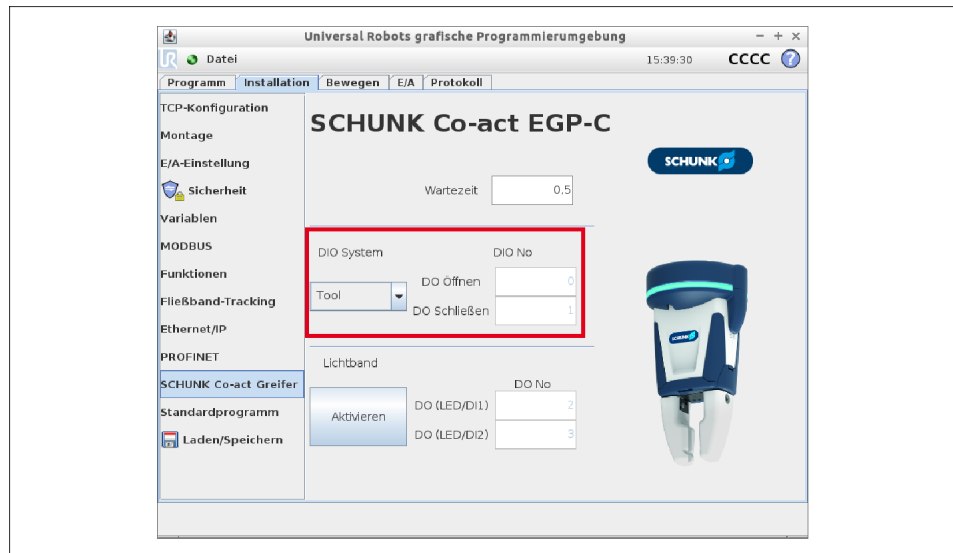 Universal Robots grafische Programmierumgebung
Datei
15:39:30 CCCC ?
Programm Installation Bewegen E/A Protokoll
TCP-Konfiguration
Montage
E/A-Einstellung
Sicherheit
Variablen
MODBUS
Funktionen
Fließband-Tracking
Ethernet/IP
PROFINET
SCHUNK Co-act Greifer
Standardprogramm
Laden/Speichern
SCHUNK Co-act EGP-C
SCHUNK
Wartezeit 0,5
DIO System DIO No
Tool
DO Öffnen 0
DO Schließen 1
Lichtband
DO No
Aktivieren
DO (LED/DI1) 2
DO (LED/DI2) 3
SCHUNK